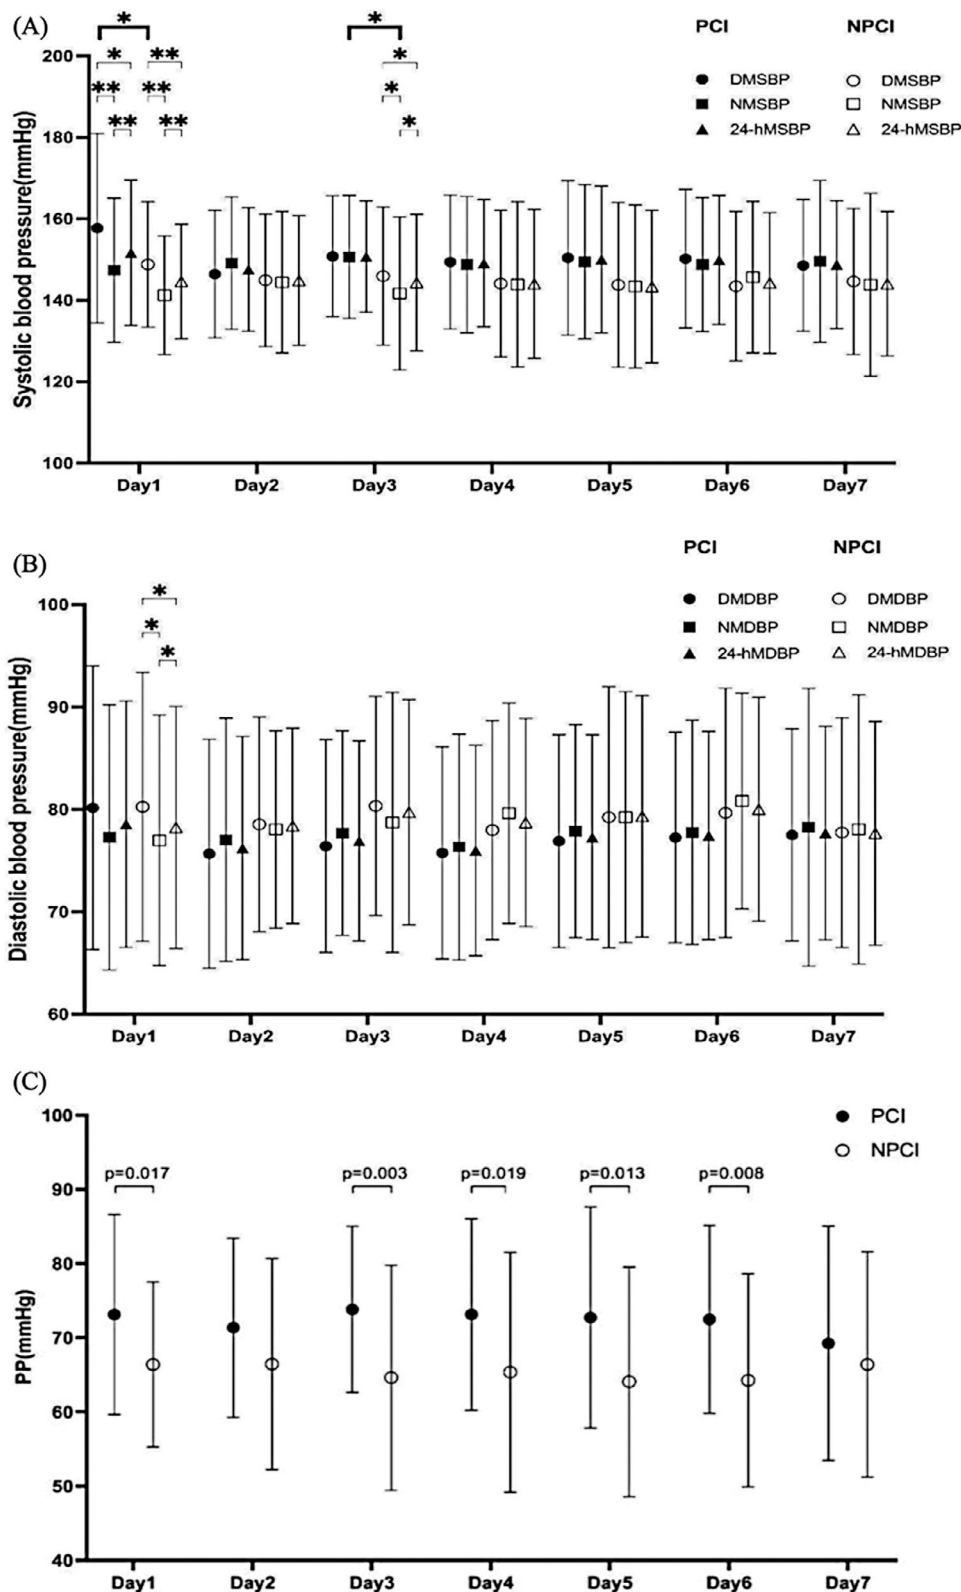 (A)
PCI NPCI
DMSBP DMSBP
NMSBP NMSBP
24-hMSBP 24-hMSBP
* *
* ** *
** ** *
** ** *
Systolic blood pressure(mmHg)
200
180
160
140
120
100
Day1 Day2 Day3 Day4 Day5 Day6 Day7
(B)
PCI NPCI
DMDBP DMDBP
NMDBP NMDBP
24-hMDBP 24-hMDBP
*
*
*
Diastolic blood pressure(mmHg)
100
90
80
70
60
Day1 Day2 Day3 Day4 Day5 Day6 Day7
(C)
PCI
NPCI
p=0.017 p=0.003 p=0.019 p=0.013 p=0.008
PP(mmHg)
100
90
80
70
60
50
40
Day1 Day2 Day3 Day4 Day5 Day6 Day7